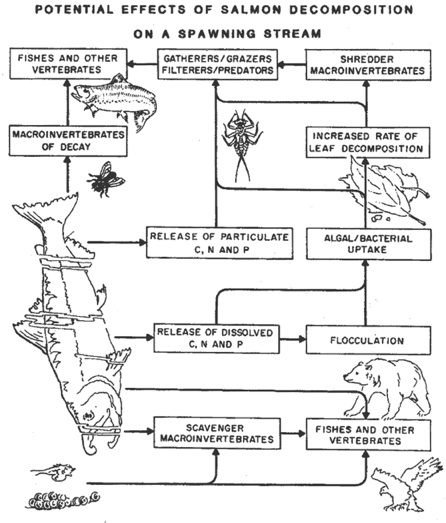 POTENTIAL EFFECTS OF SALMON DECOMPOSITION
ON A SPAWNING STREAM
FISHES AND OTHER
VERTEBRATES
GATHERERS/GRAZERS
FILTERERS/PREDATORS
SHREDDER
MACROINVERTEBRATES
MACROINVERTEBRATES
OF DECAY
INCREASED RATE OF
LEAF DECOMPOSITION
RELEASE OF PARTICULATE
C, N AND P
ALGAL/BACTERIAL
UPTAKE
RELEASE OF DISSOLVED
C, N AND P
FLOCCULATION
SCAVENGER
MACROINVERTEBRATES
FISHES AND OTHER
VERTEBRATES